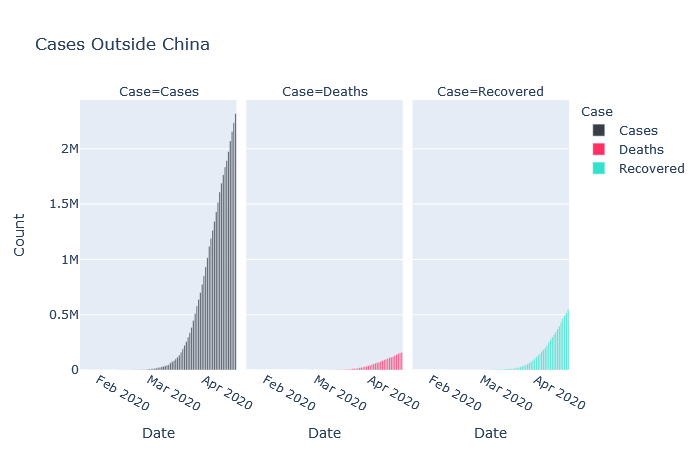 Cases Outside China
Case=Cases
Case=Deaths
Case=Recovered
Case
Cases
Deaths
Recovered
Count
2M
1.5M
1M
0.5M
0
Feb 2020
Mar 2020
Apr 2020
Feb 2020
Mar 2020
Apr 2020
Feb 2020
Mar 2020
Apr 2020
Date
Date
Date